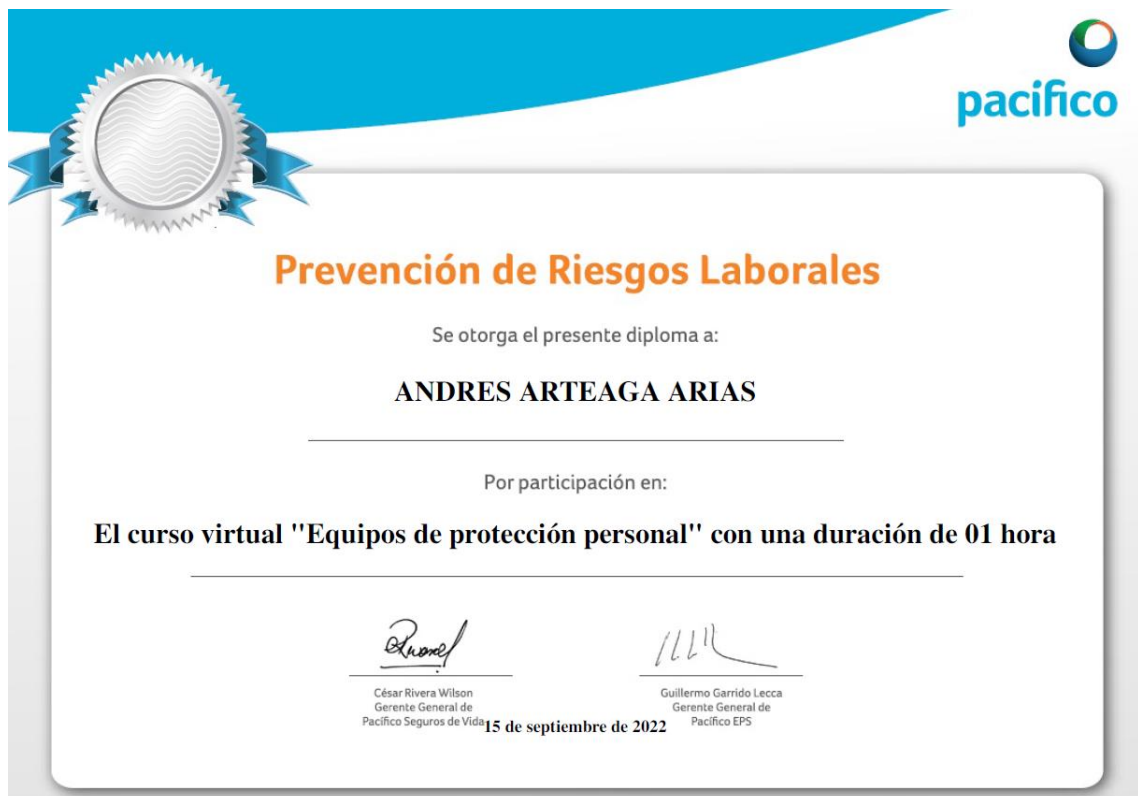 pacifico
Prevención de Riesgos Laborales
Se otorga el presente diploma a:
ANDRES ARTEAGA ARIAS
Por participación en:
El curso virtual "Equipos de protección personal" con una duración de 01 hora
César Rivera Wilson
Gerente General de
Pacífico Seguros de Vida
Guillermo Garrido Lecca
Gerente General de
Pacífico EPS
15 de septiembre de 2022